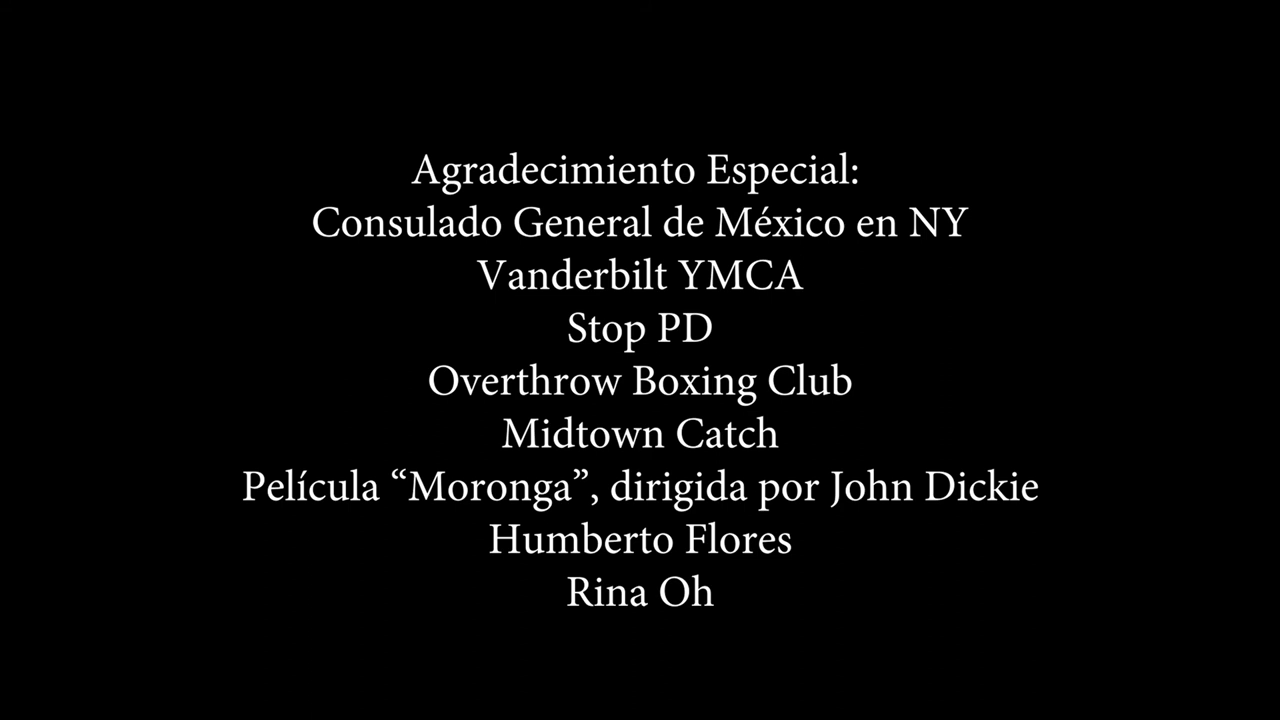 Agradecimiento Especial:
Consulado General de México en NY
Vanderbilt YMCA
Stop PD
Overthrow Boxing Club
Midtown Catch
Película “Moronga”, dirigida por John Dickie
Humberto Flores
Rina Oh